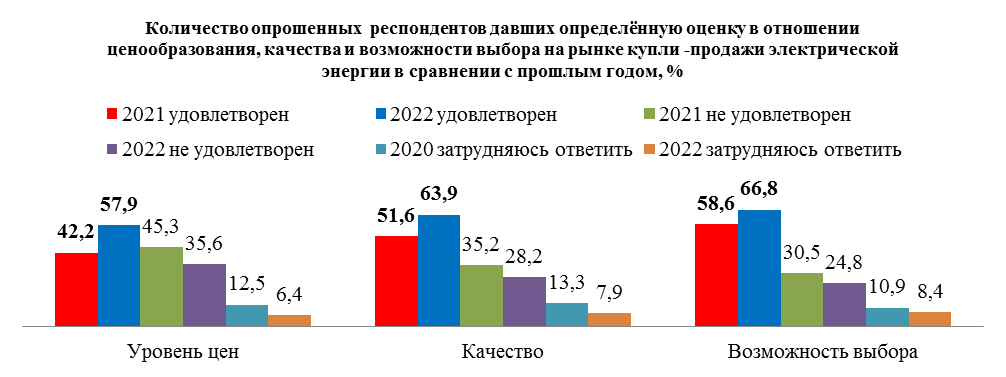 Количество опрошенных респондентов давших определённую оценку в отношении
ценообразования, качества и возможности выбора на рынке купли -продажи электрической
энергии в сравнении с прошлым годом, %
2021 удовлетворен
2022 удовлетворен
2021 не удовлетворен
2022 не удовлетворен
2020 затрудняюсь ответить
2022 затрудняюсь ответить
42,2
57,9
45,3
35,6
12,5
6,4
51,6
63,9
35,2
28,2
13,3
7,9
58,6
66,8
30,5
24,8
10,9
8,4
Уровень цен
Качество
Возможность выбора